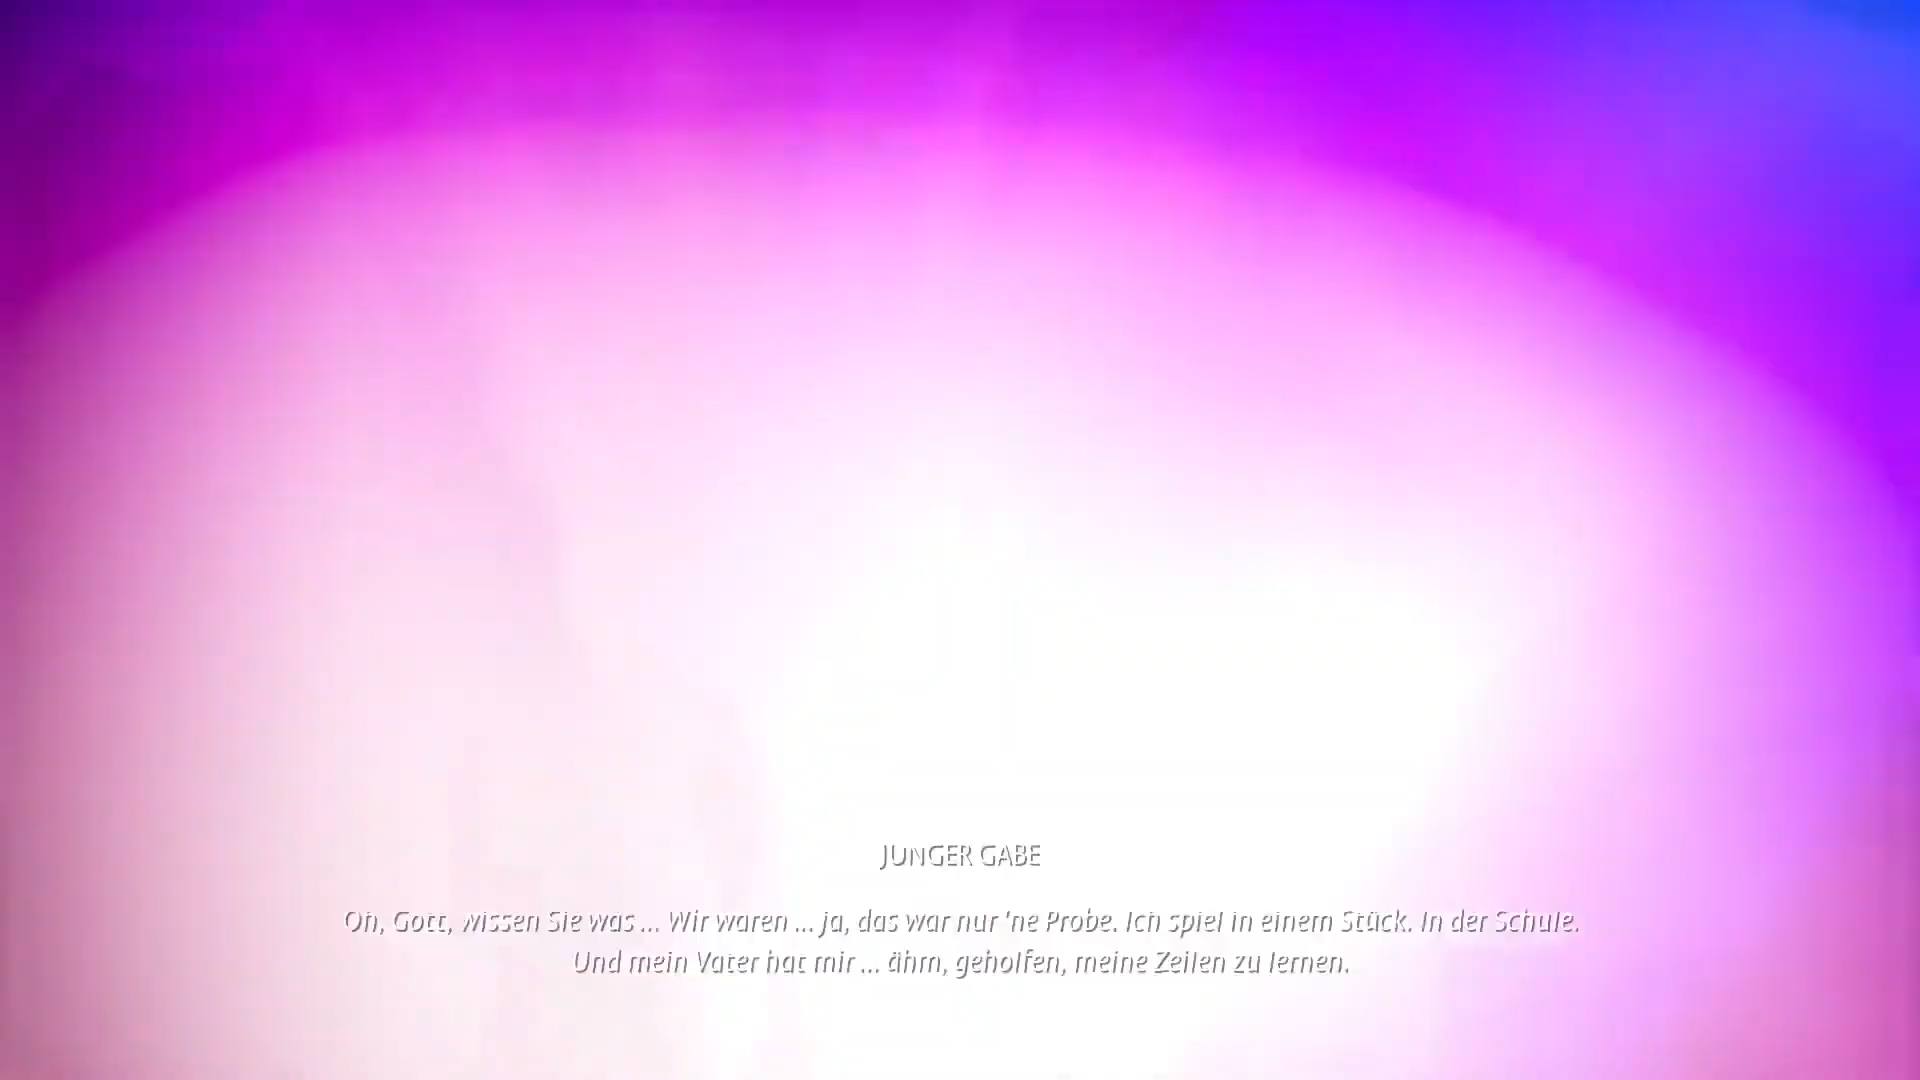 JUNGER GABE
Oh, Gott, wissen Sie was ... Wir waren ... ja, das war nur 'ne Probe. Ich spiel in einem Stück. In der Schule.
Und mein Vater hat mir ... ähm, geholfen, meine Zeilen zu lernen.